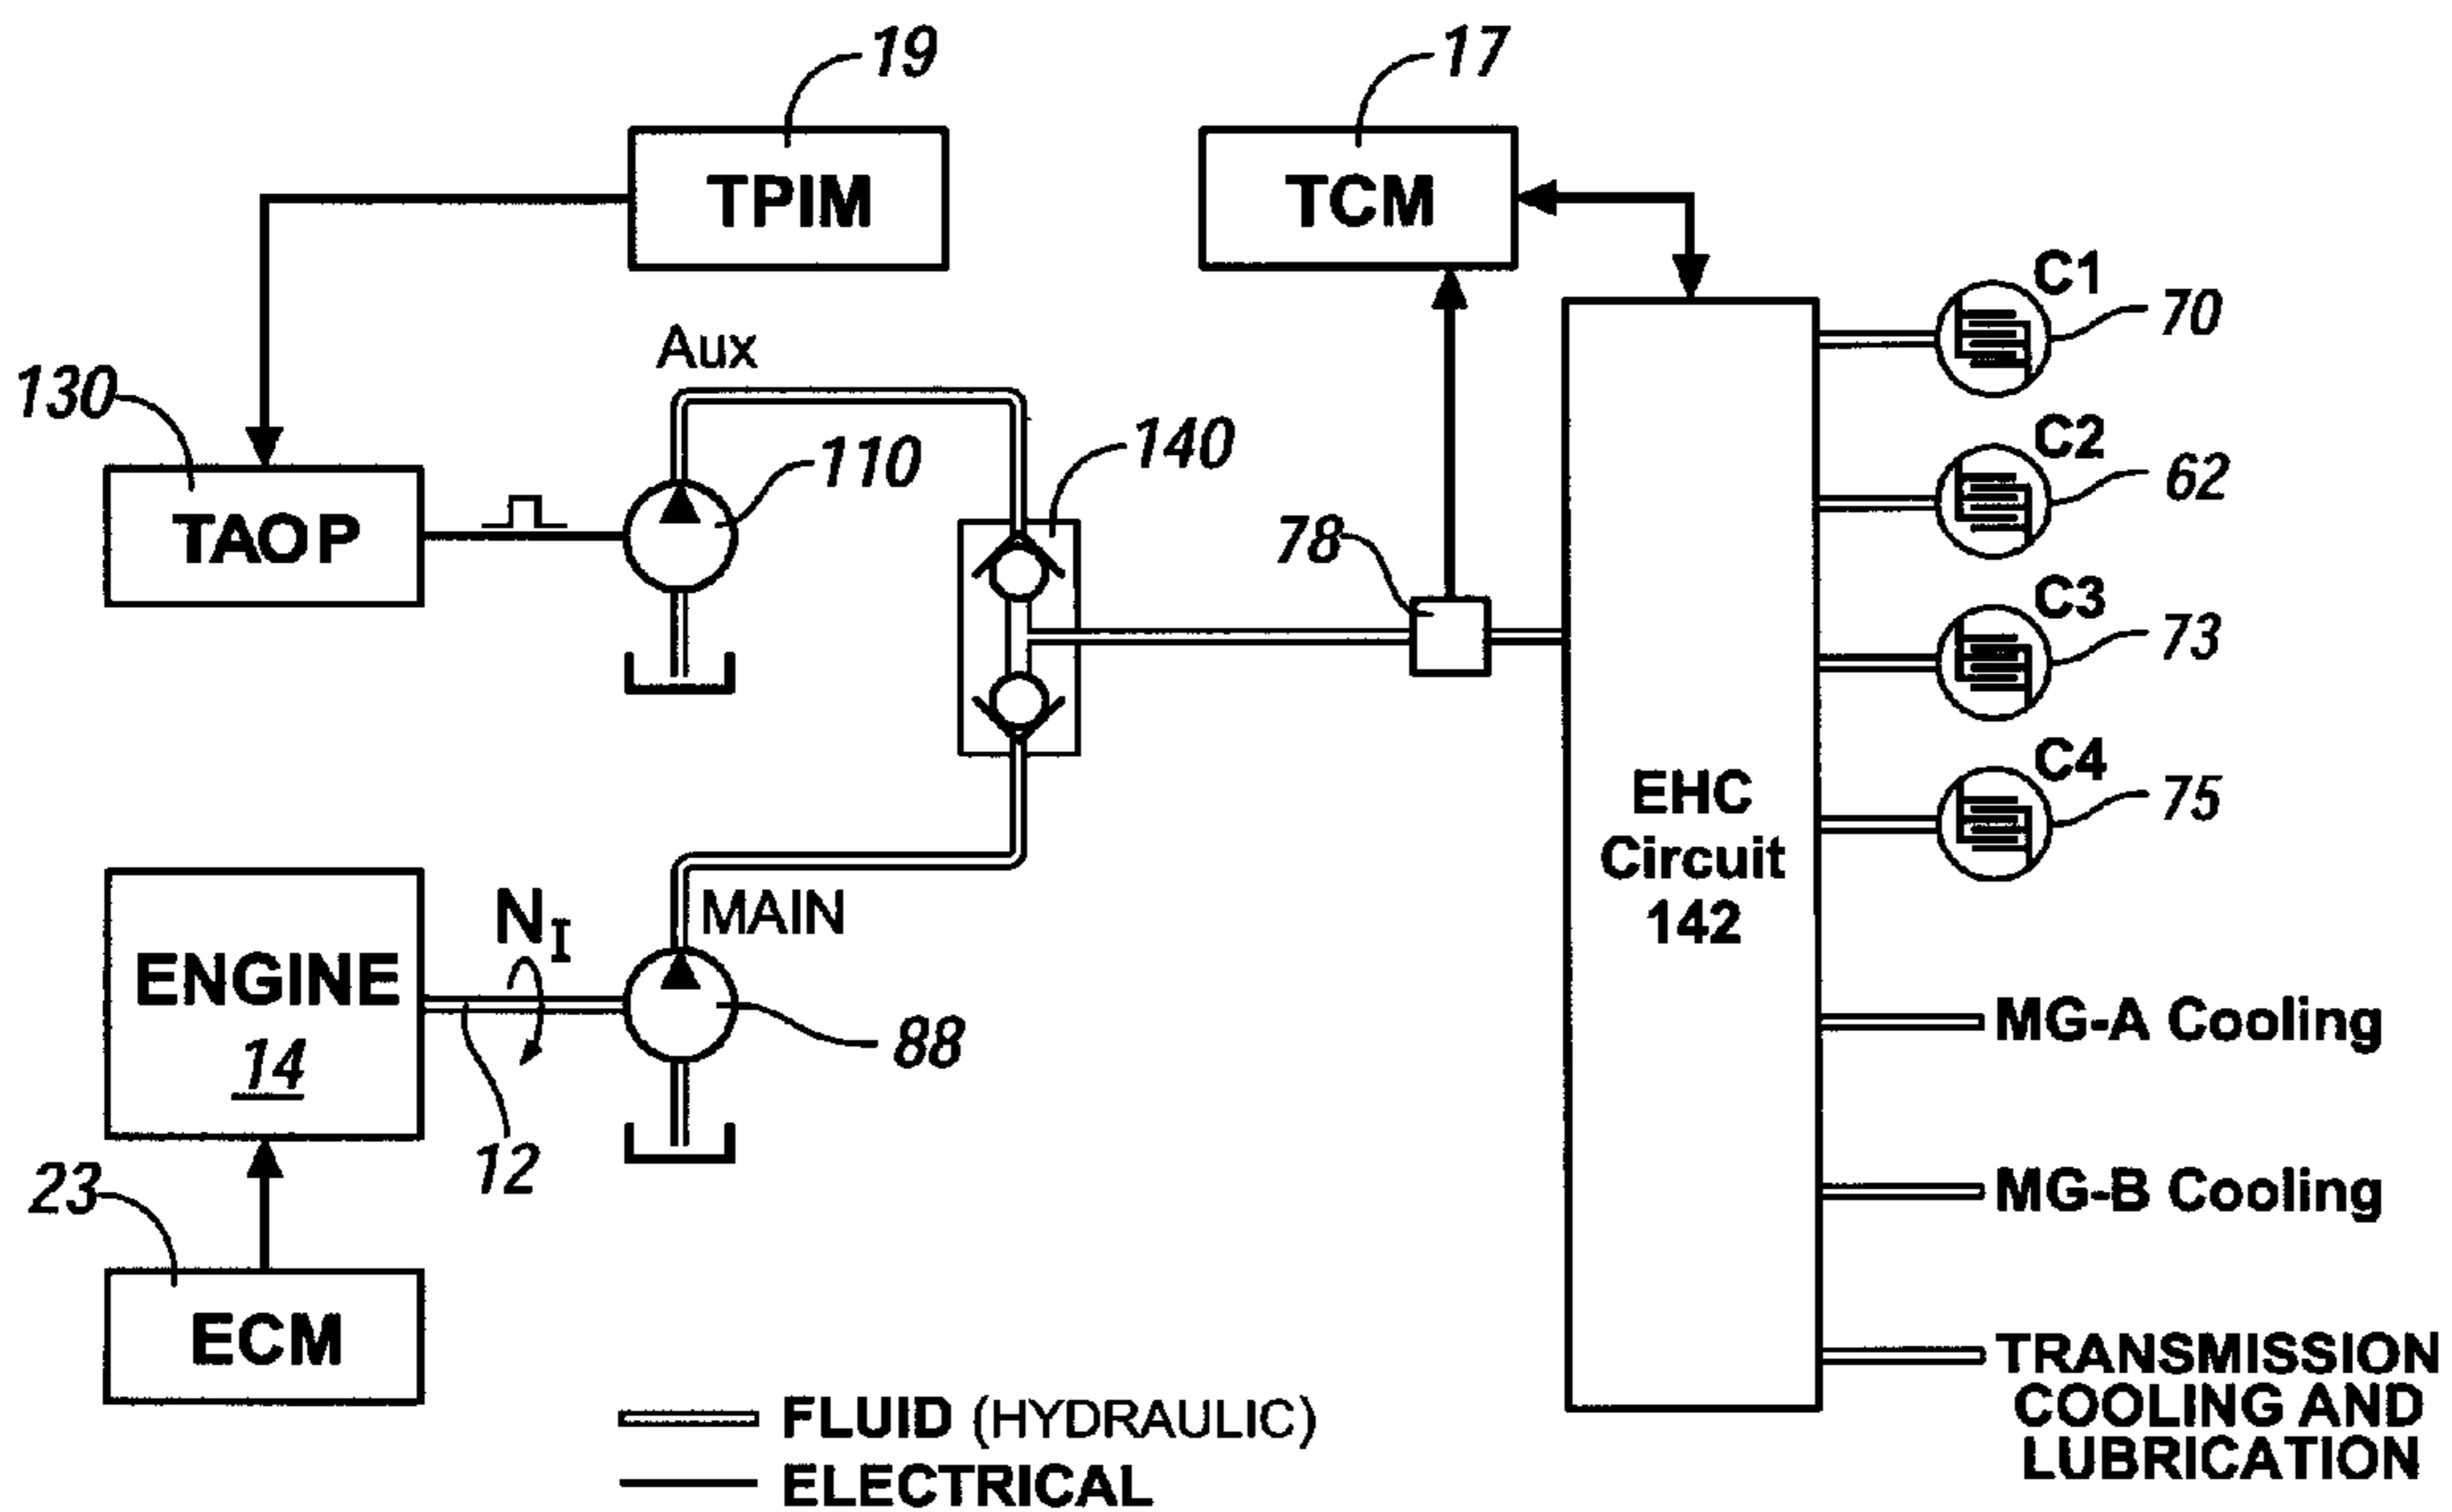 19
17
TPIM
TCM
C1
70
Aux
130
110
140
C2
62
TAOP
78
C3
73
C4
75
EHC
Circuit
142
MAIN
N_I
ENGINE
14
88
12
MG-A Cooling
23
MG-B Cooling
ECM
TRANSMISSION
COOLING AND
LUBRICATION
FLUID (HYDRAULIC)
ELECTRICAL